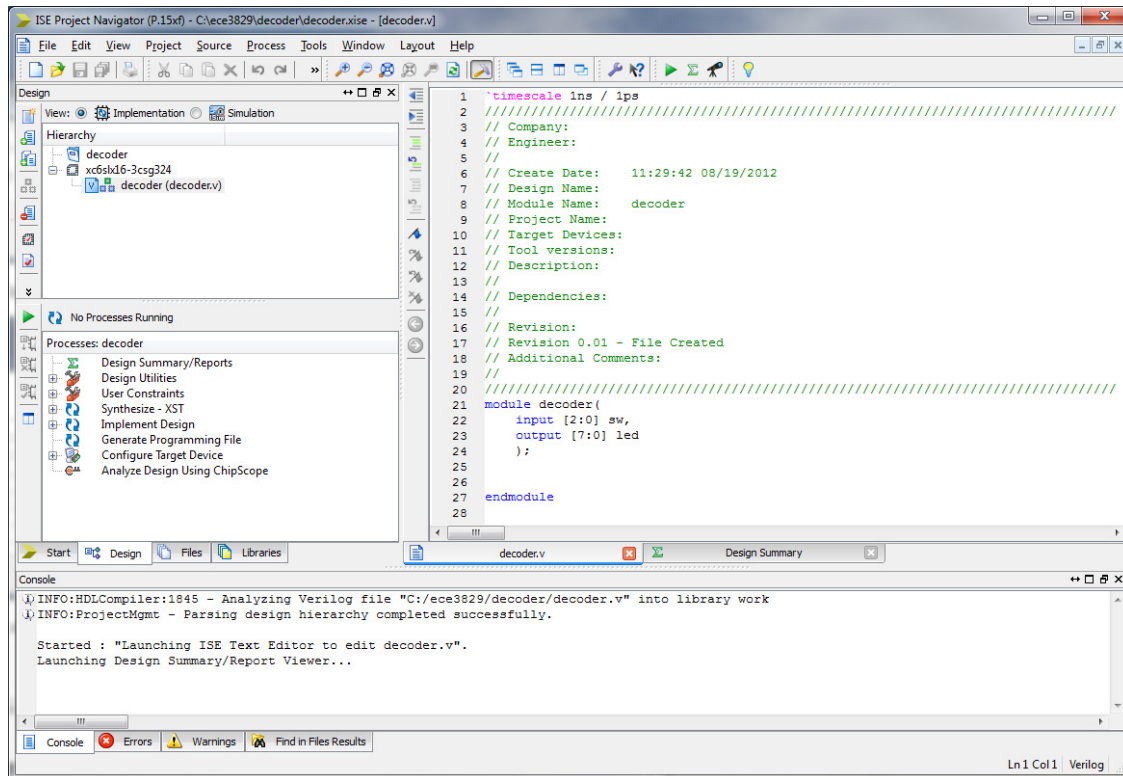 ISE Project Navigator (P.15xf) - C:\ece3829\decoder\decoder.xise - [decoder.v]
File Edit View Project Source Process Tools Window Layout Help
»
Design
View: Implementation Simulation
Hierarchy
decoder
xc6slx16-3csg324
V decoder (decoder.v)
No Processes Running
Processes: decoder
Design Summary/Reports
Design Utilities
User Constraints
Synthesize - XST
Implement Design
Generate Programming File
Configure Target Device
Analyze Design Using ChipScope
Start Design Files Libraries
1 `timescale 1ns / 1ps
2 //////////////////////////////////////////////////////////////////////////////////
3 // Company:
4 // Engineer:
5 //
6 // Create Date:    11:29:42 08/19/2012
7 // Design Name:
8 // Module Name:    decoder
9 // Project Name:
10 // Target Devices:
11 // Tool versions:
12 // Description:
13 //
14 // Dependencies:
15 //
16 // Revision:
17 // Revision 0.01 - File Created
18 // Additional Comments:
19 //
20 //////////////////////////////////////////////////////////////////////////////////
21 module decoder(
22     input [2:0] sw,
23     output [7:0] led
24     );
25
26
27 endmodule
28
decoder.v Design Summary
Console
INFO:HDLCompiler:1845 - Analyzing Verilog file "C:/ece3829/decoder/decoder.v" into library work
INFO:ProjectMgmt - Parsing design hierarchy completed successfully.
Started : "Launching ISE Text Editor to edit decoder.v".
Launching Design Summary/Report Viewer...
Console Errors Warnings Find in Files Results
Ln 1 Col 1 Verilog